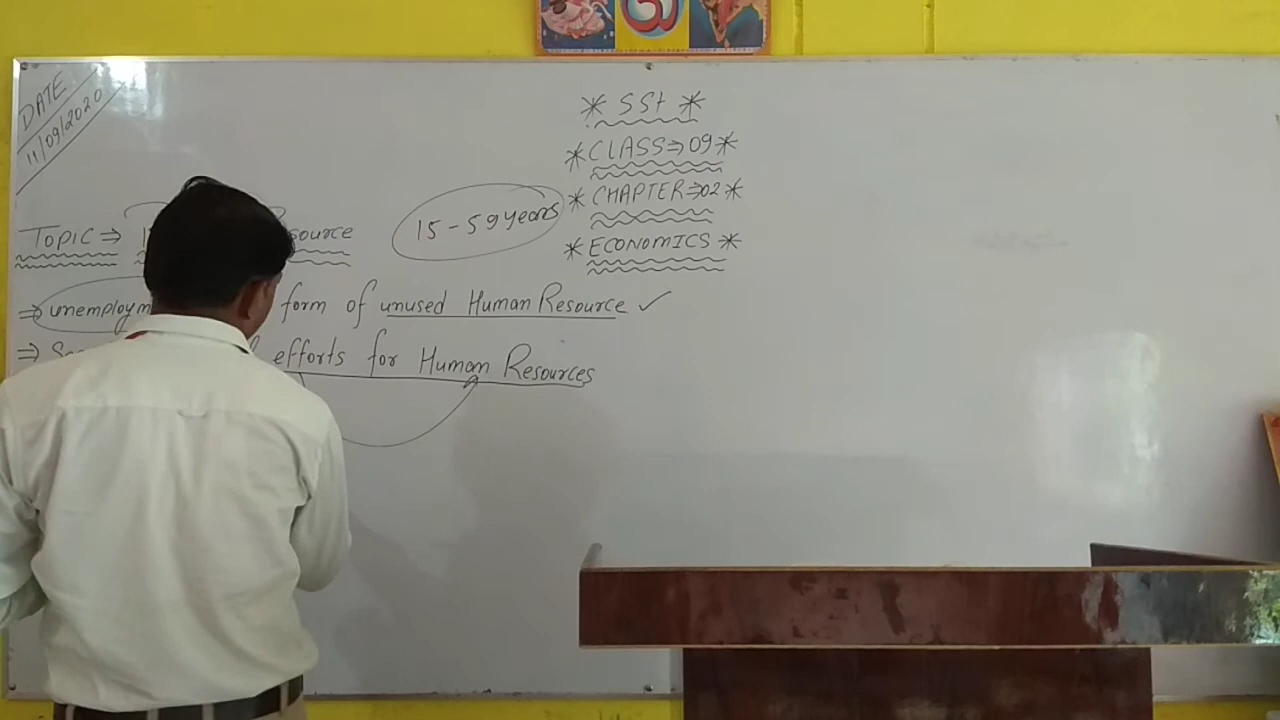 DATE
11/09/2020
* SSt *
* CLASS⇒09 *
* CHAPTER⇒02 *
* ECONOMICS *
TOPIC ⇒ source
15-59 years
⇒ unemploym form of unused Human Resource ✓
⇒ efforts for Human Resources
ॐ